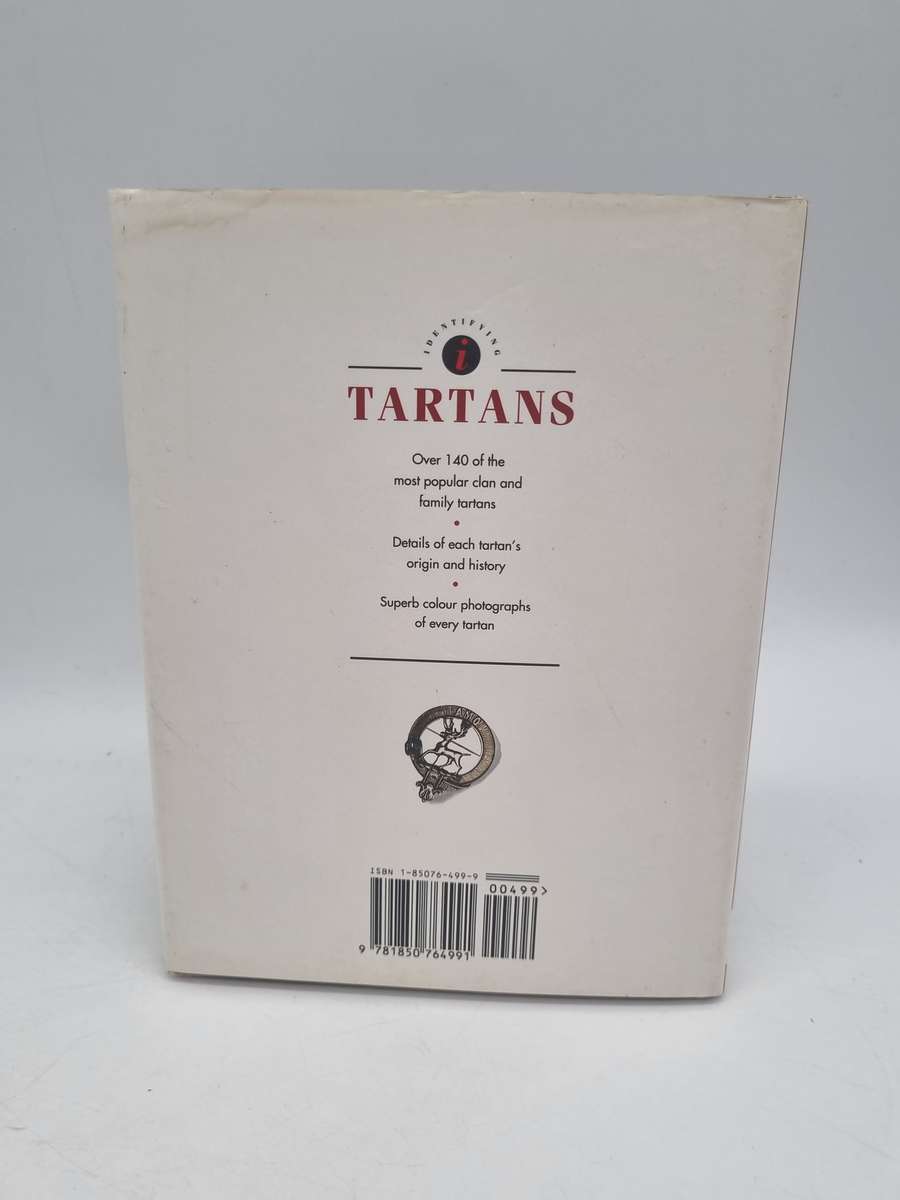 IDENTIFYING
i
TARTANS
Over 140 of the
most popular clan and
family tartans
•
Details of each tartan's
origin and history
•
Superb colour photographs
of every tartan
AMO
ISBN 1-85076-499-9
00499>
9 781850 764991